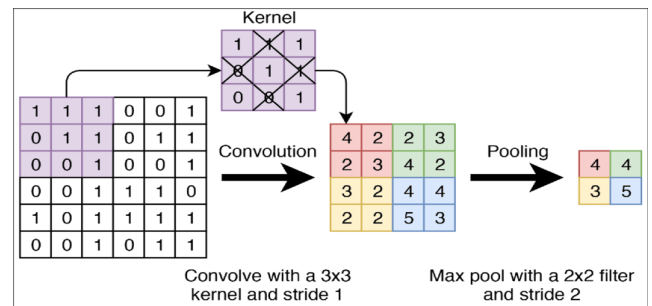 Kernel
1 1 1
0 1 1
0 0 1
1 1 1 0 0 1
0 1 1 0 1 1
0 0 1 0 0 1
0 0 1 1 1 0
1 0 1 1 1 1
0 0 1 0 1 1
Convolution
4 2 2 3
2 3 4 2
3 2 4 4
2 2 5 3
Pooling
4 4
3 5
Convolve with a 3x3
kernel and stride 1
Max pool with a 2x2 filter
and stride 2